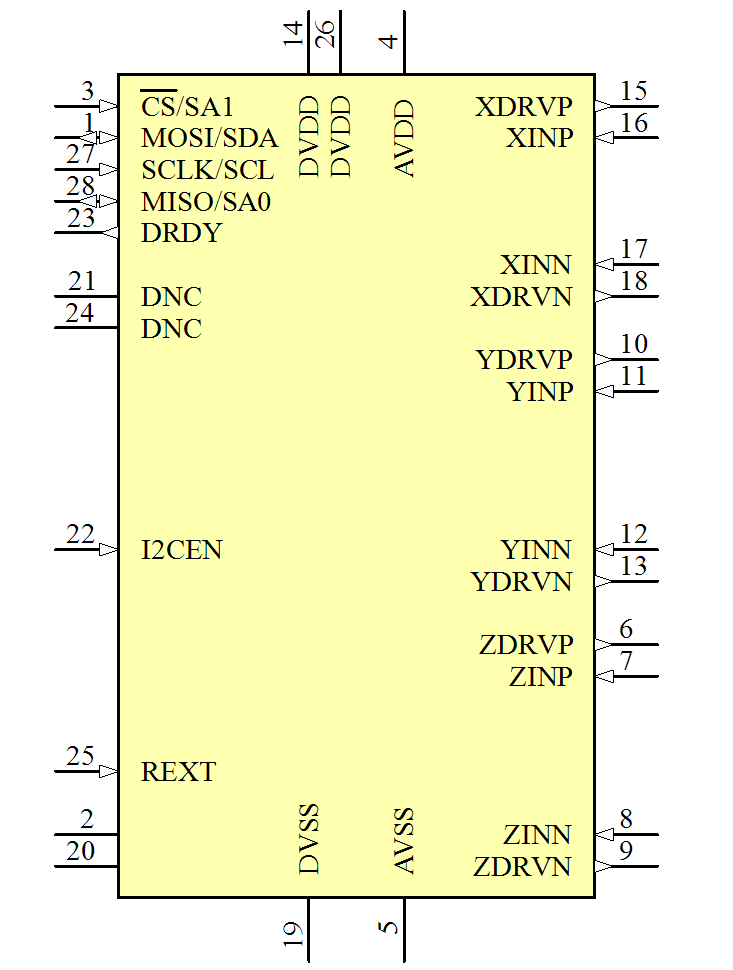 14 26 4
3 CS/SA1 DVDD DVDD AVDD XDRVP 15
1 MOSI/SDA XINP 16
27 SCLK/SCL
28 MISO/SA0
23 DRDY
XINN 17
21 DNC XDRVN 18
24 DNC
YDRVP 10
YINP 11
22 I2CEN YINN 12
YDRVN 13
ZDRVP 6
ZINP 7
25 REXT
2 DVSS AVSS ZINN 8
20 ZDRVN 9
19 5